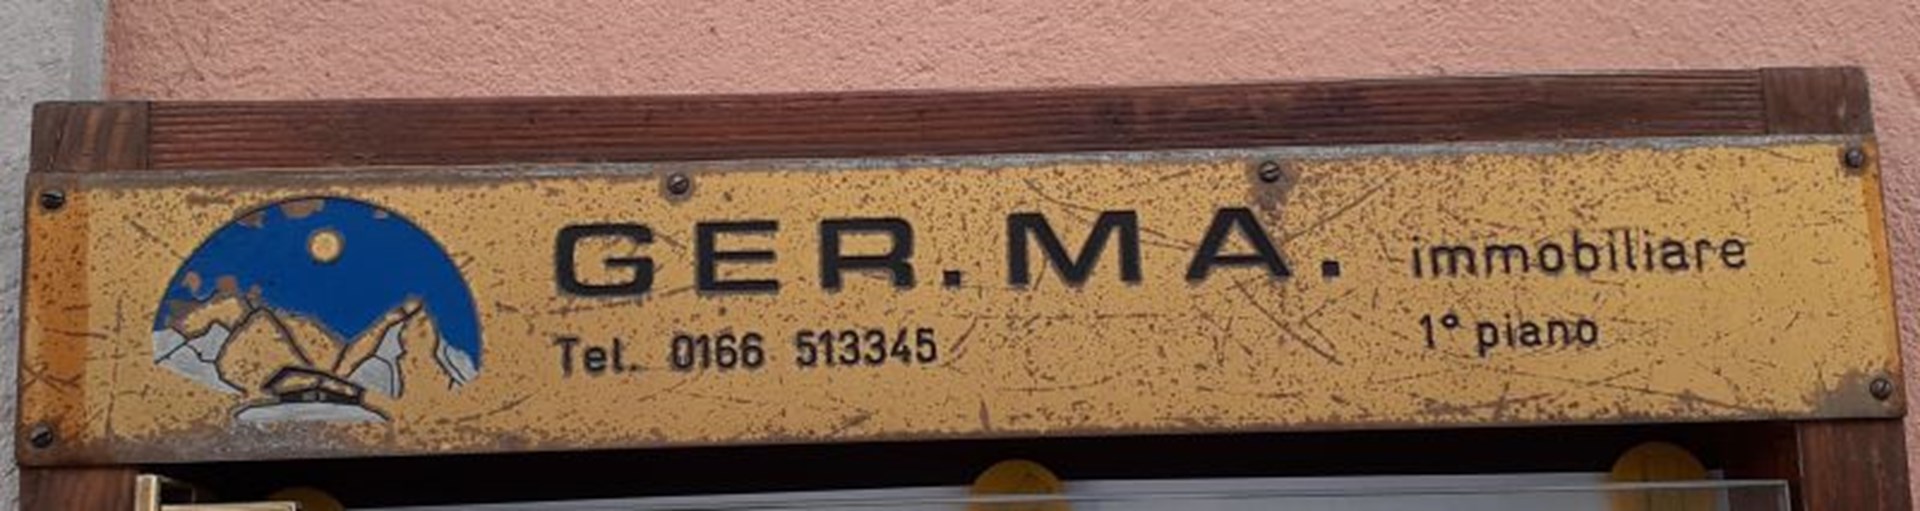 GER.MA. immobiliare
Tel. 0166 513345 1° piano